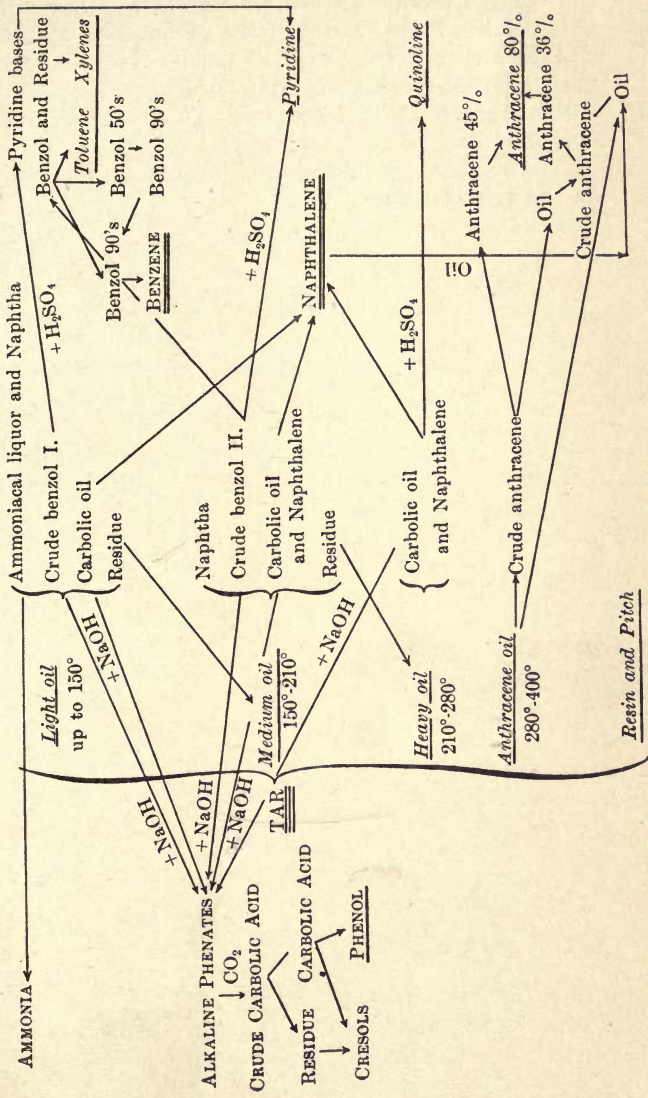 AMMONIA
Ammoniacal liquor and Naphtha
Crude benzol I.
Carbolic oil
Residue
+ H₂SO₄
Pyridine bases
Benzol and Residue
Toluene Xylenes
Benzol 50's
Benzol 90's
Benzol 90's
BENZENE
Light oil
up to 150°
+ NaOH
+ NaOH
ALKALINE PHENATES
CO₂
CRUDE CARBOLIC ACID
RESIDUE CARBOLIC ACID
CRESOLS
PHENOL
+ NaOH
+ NaOH
TAR
Medium oil
150°-210°
Naphtha
Crude benzol II.
Carbolic oil
and Naphthalene
Residue
+ H₂SO₄
Pyridine
NAPHTHALENE
+ NaOH
Carbolic oil
and Naphthalene
+ H₂SO₄
Quinoline
Heavy oil
210°-280°
Oil
Anthracene oil
280°-400°
Crude anthracene
Anthracene 45°/₀
Anthracene 80°/₀
Oil
Anthracene 36°/₀
Crude anthracene
Oil
Resin and Pitch